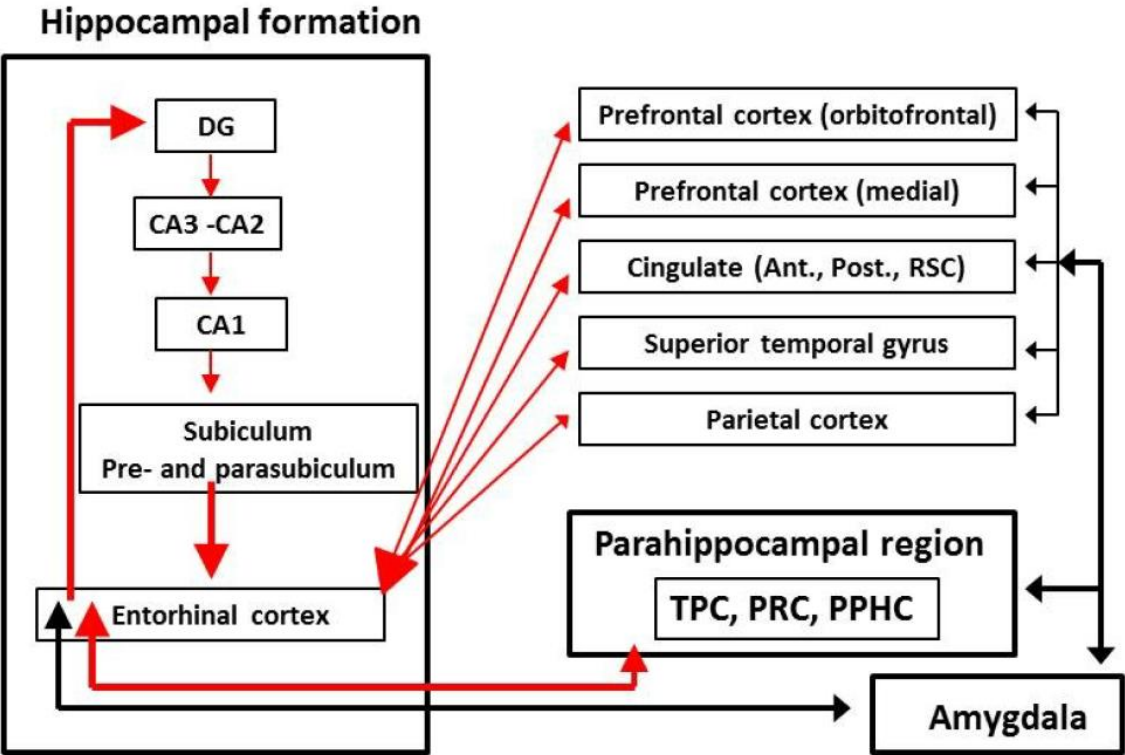 Hippocampal formation
DG
CA3 -CA2
CA1
Subiculum
Pre- and parasubiculum
Entorhinal cortex
Prefrontal cortex (orbitofrontal)
Prefrontal cortex (medial)
Cingulate (Ant., Post., RSC)
Superior temporal gyrus
Parietal cortex
Parahippocampal region
TPC, PRC, PPHC
Amygdala